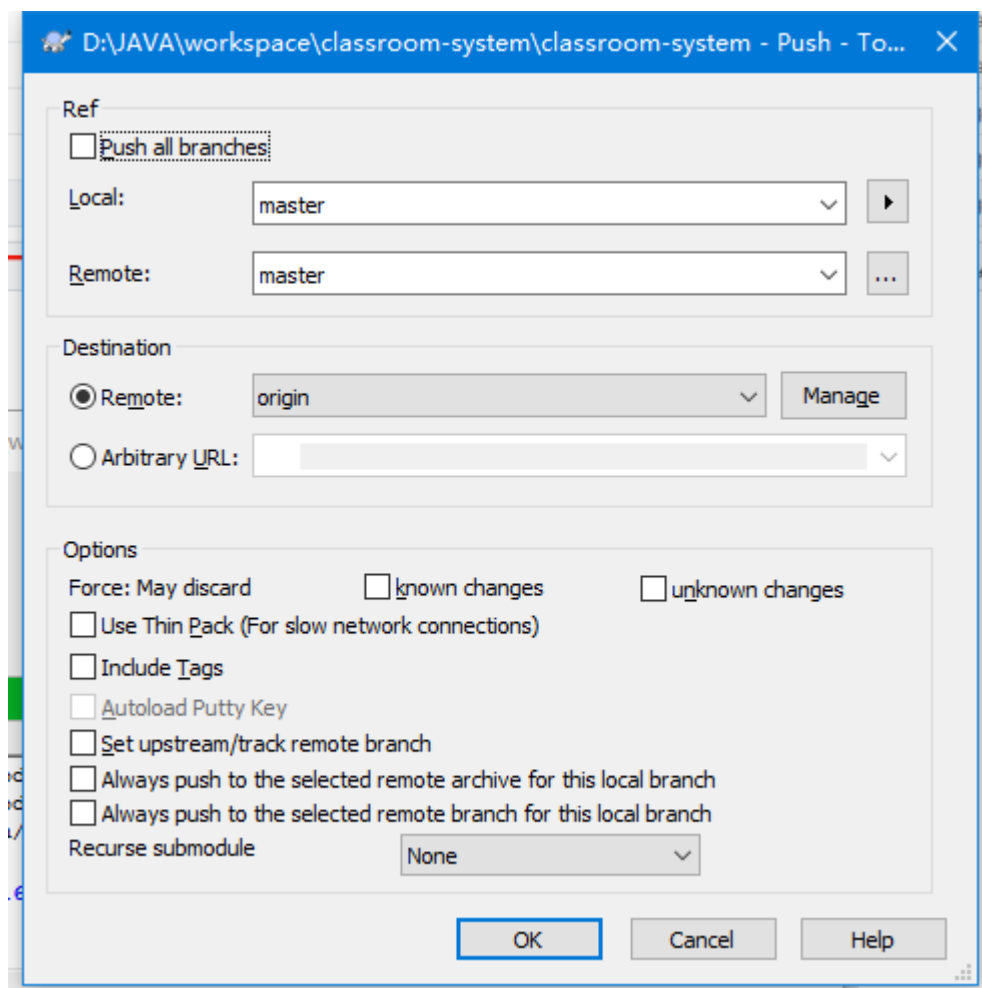 D:\JAVA\workspace\classroom-system\classroom-system - Push - To...
Ref
Push all branches
Local:
master
Remote:
master
...
Destination
Remote:
origin
Manage
Arbitrary URL:
Options
Force: May discard
known changes
unknown changes
Use Thin Pack (For slow network connections)
Include Tags
Autoload Putty Key
Set upstream/track remote branch
Always push to the selected remote archive for this local branch
Always push to the selected remote branch for this local branch
Recurse submodule
None
OK
Cancel
Help